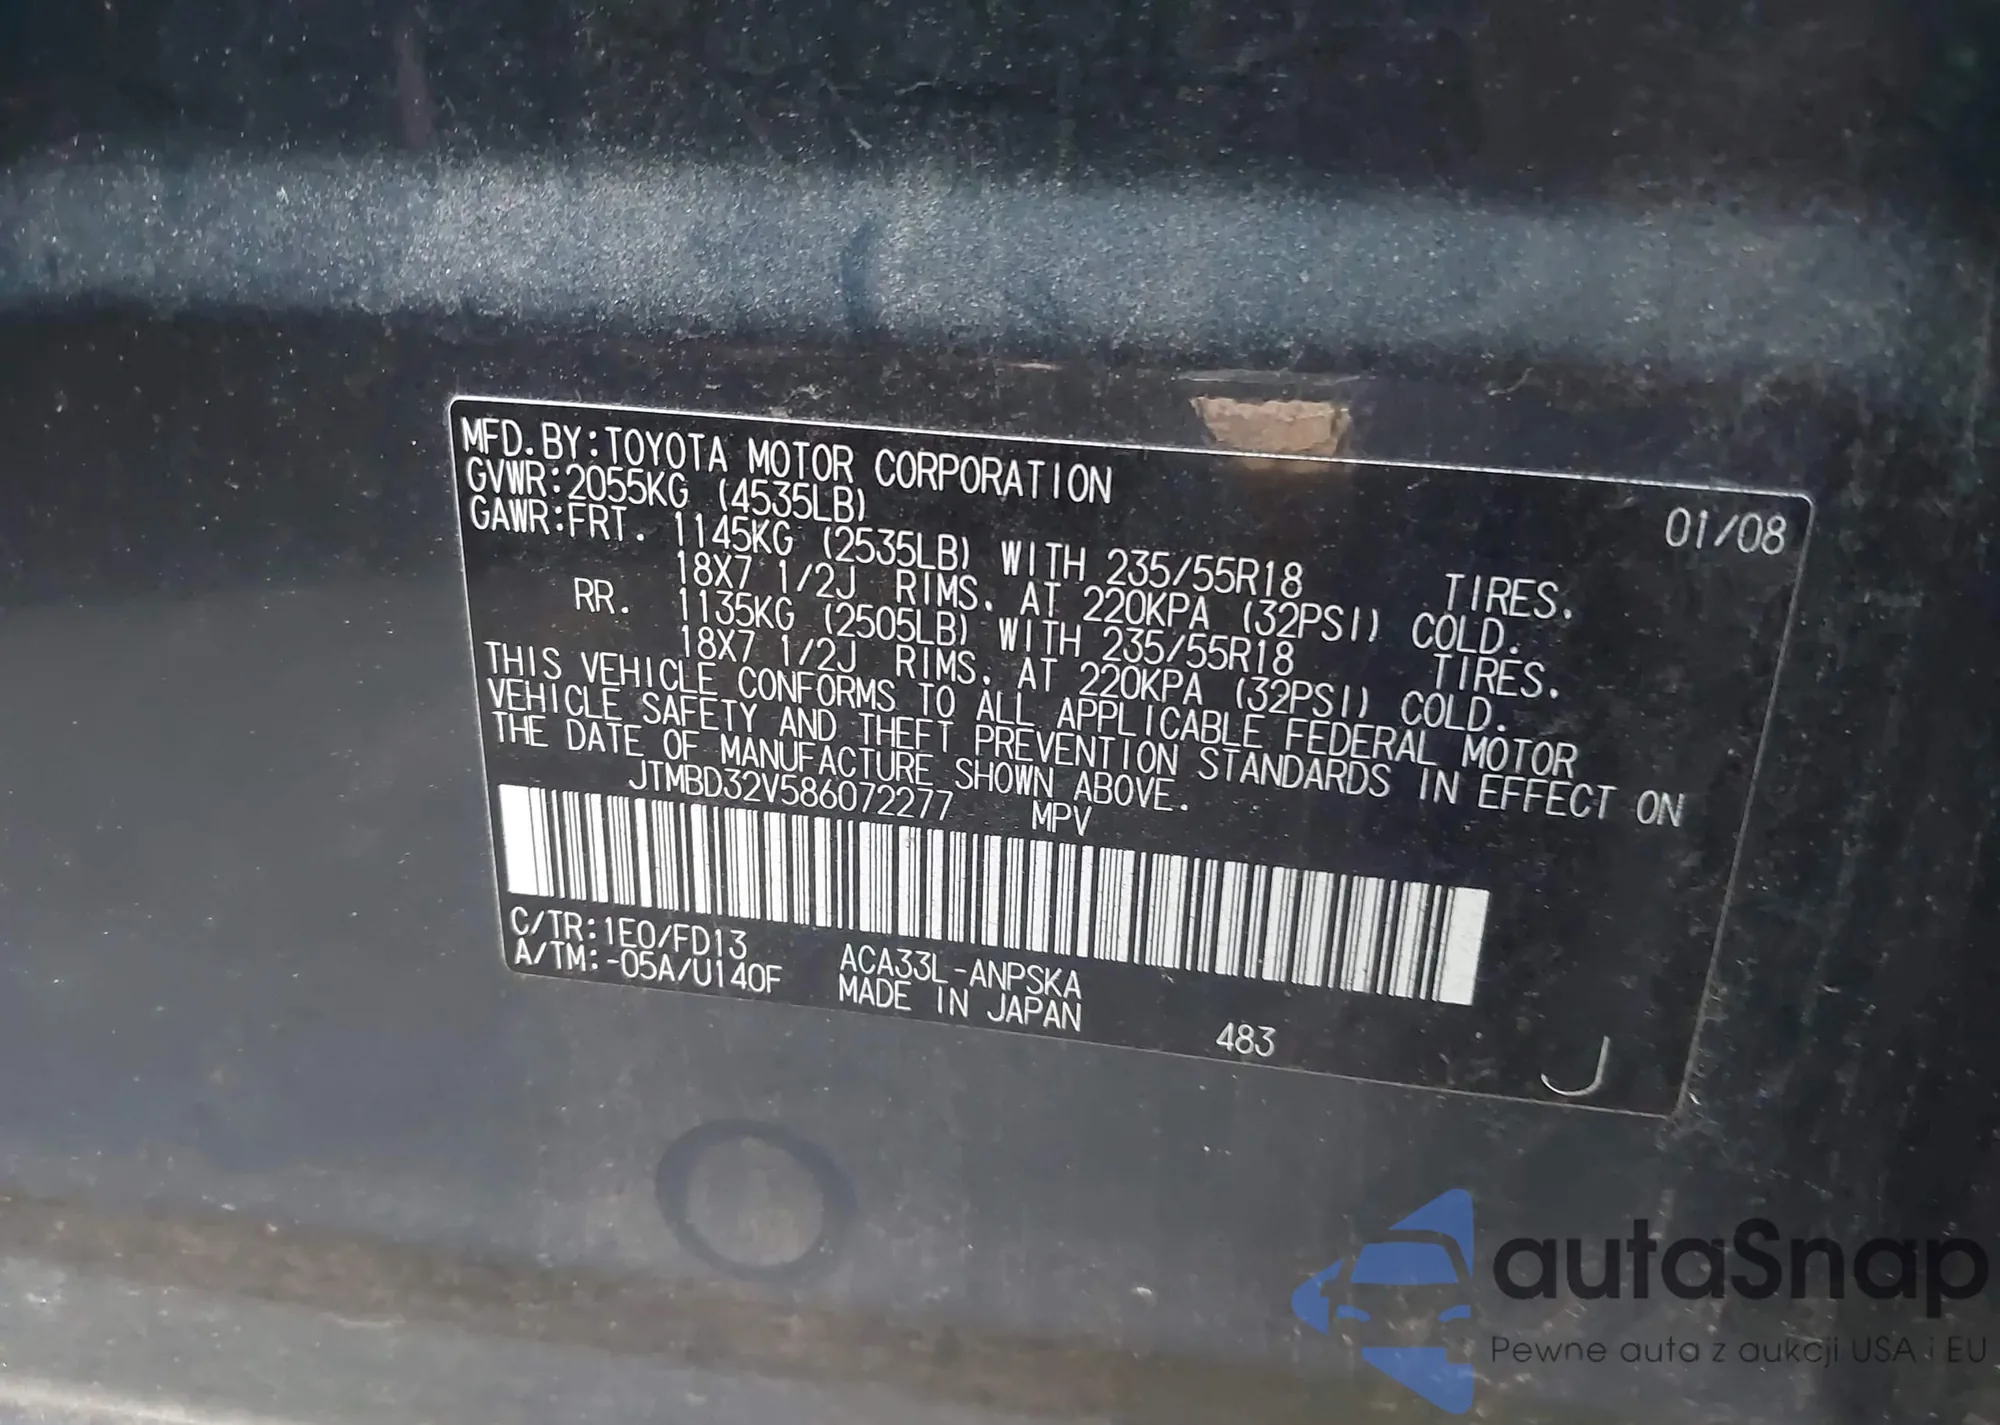 MFD.BY:TOYOTA MOTOR CORPORATION 01/08
GVWR:2055KG (4535LB)
GAWR:FRT. 1145KG (2535LB) WITH 235/55R18 TIRES.
18X7 1/2J RIMS. AT 220KPA (32PSI) COLD.
RR. 1135KG (2505LB) WITH 235/55R18 TIRES.
18X7 1/2J RIMS. AT 220KPA (32PSI) COLD.
THIS VEHICLE CONFORMS TO ALL APPLICABLE FEDERAL MOTOR
VEHICLE SAFETY AND THEFT PREVENTION STANDARDS IN EFFECT ON
THE DATE OF MANUFACTURE SHOWN ABOVE.
JTMBD32V586072277 MPV
C/TR:1E0/FD13 ACA33L-ANPSKA
A/TM:-05A/U140F MADE IN JAPAN
483
J
autaSnap
Pewne auta z aukcji USA i EU